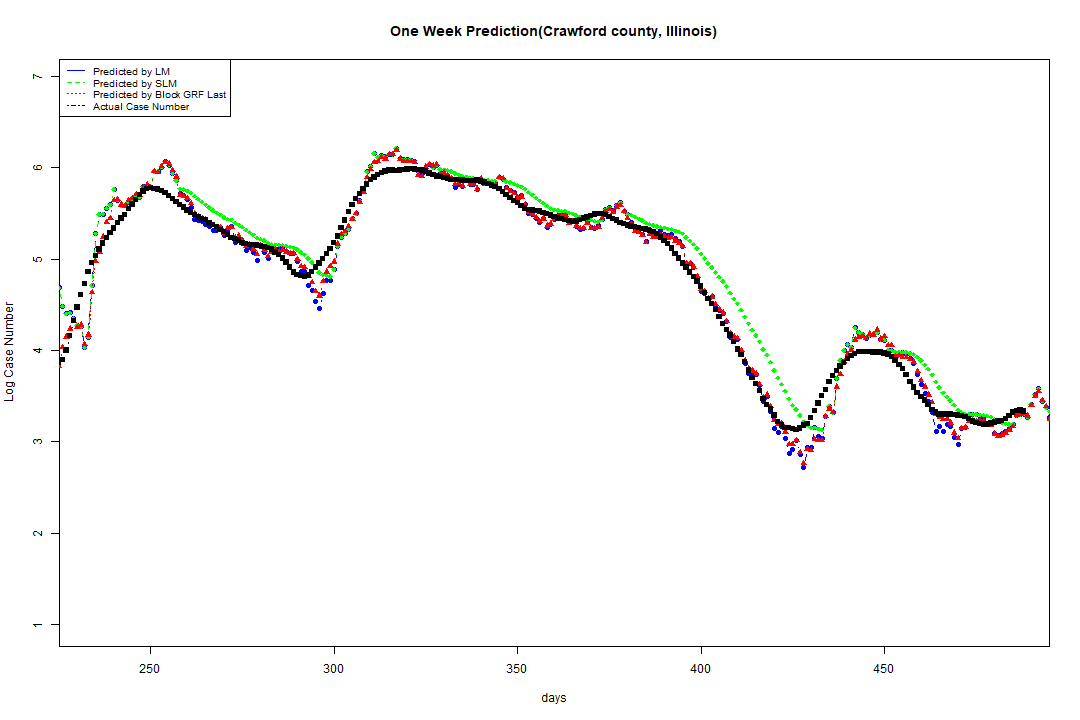 One Week Prediction(Crawford county, Illinois)
Predicted by LM
Predicted by SLM
Predicted by Block GRF Last
Actual Case Number
7
6
5
4
3
2
1
Log Case Number
250 300 350 400 450
days